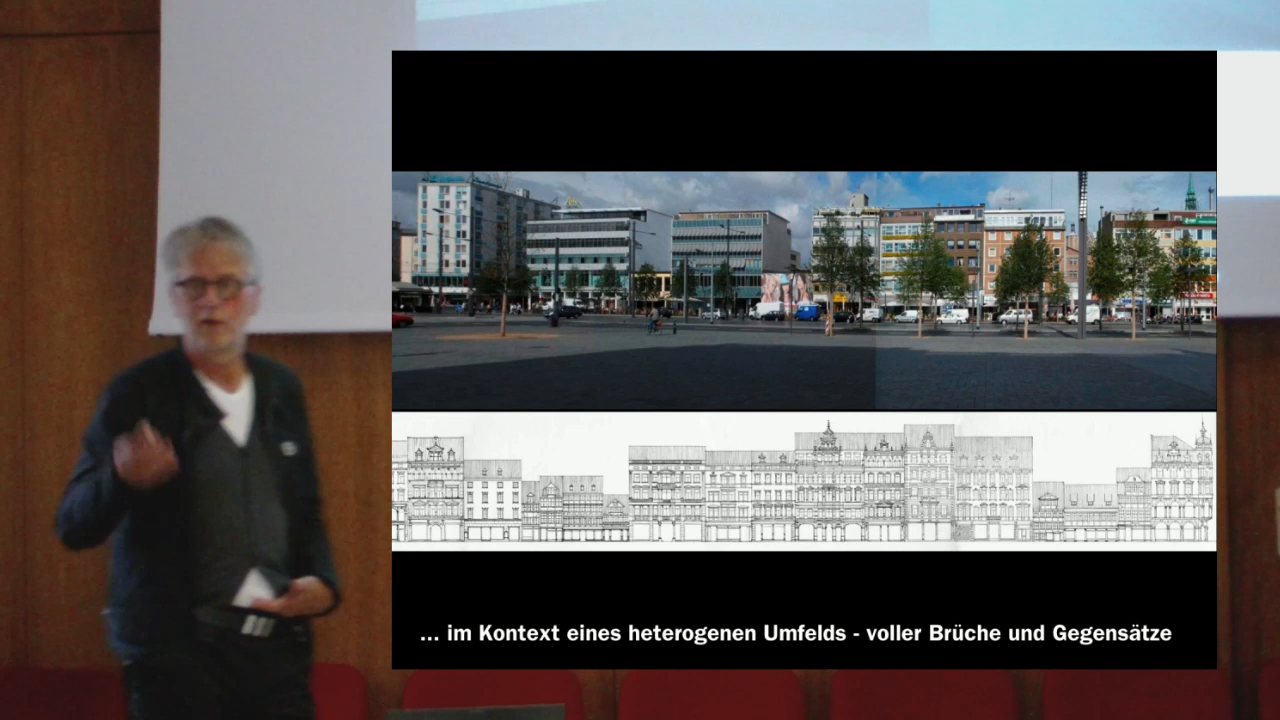 ... im Kontext eines heterogenen Umfelds - voller Brüche und Gegensätze